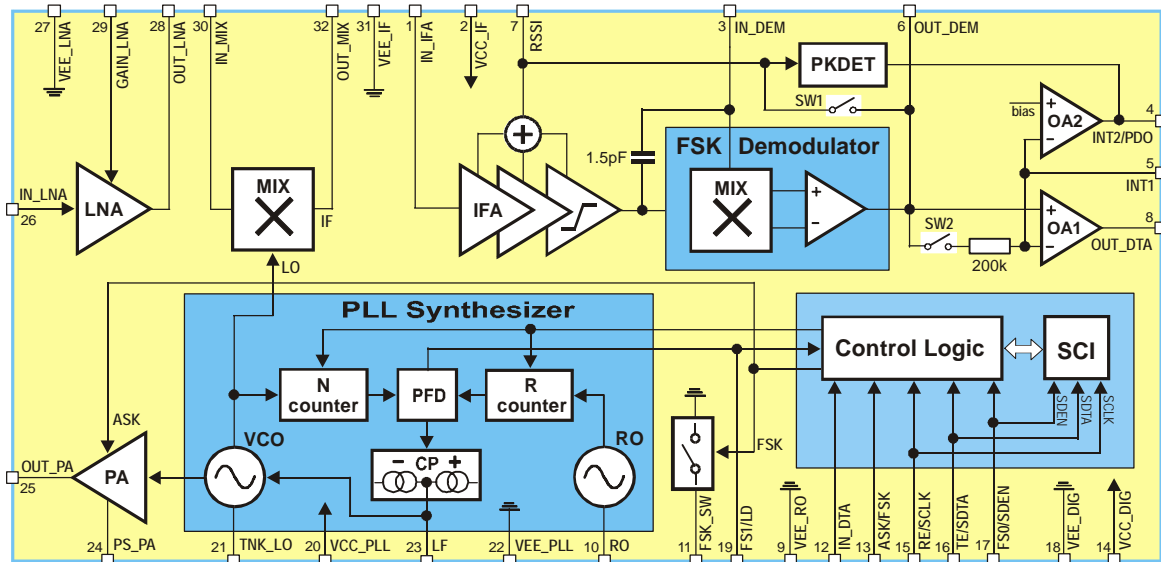 27 29 28 30 32 31 1 2 7 3 6
VEE_LNA
GAIN_LNA
OUT_LNA
IN_MIX
OUT_MIX
VEE_IF
IN_IFA
VCC_IF
RSSI
IN_DEM
OUT_DEM
PKDET
SW1
bias
+
−
OA2
4
INT2/PDO
1.5pF
FSK Demodulator
5
INT1
IN_LNA
26
LNA
MIX
IF
IFA
+
MIX
+
−
+
−
OA1
8
OUT_DTA
SW2
200k
LO
PLL Synthesizer
Control Logic
SCI
N
counter
PFD
R
counter
SDEN
SDTA
SCLK
ASK
VCO
RO
FSK
− CP +
OUT_PA
25
PA
24 PS_PA
21 TNK_LO
20 VCC_PLL
23 LF
22 VEE_PLL
10 RO
11 FSK_SW
19 FS1/LD
9 VEE_RO
12 IN_DTA
13 ASK/FSK
15 RE/SCLK
16 TE/SDTA
17 FS0/SDEN
18 VEE_DIG
14 VCC_DIG